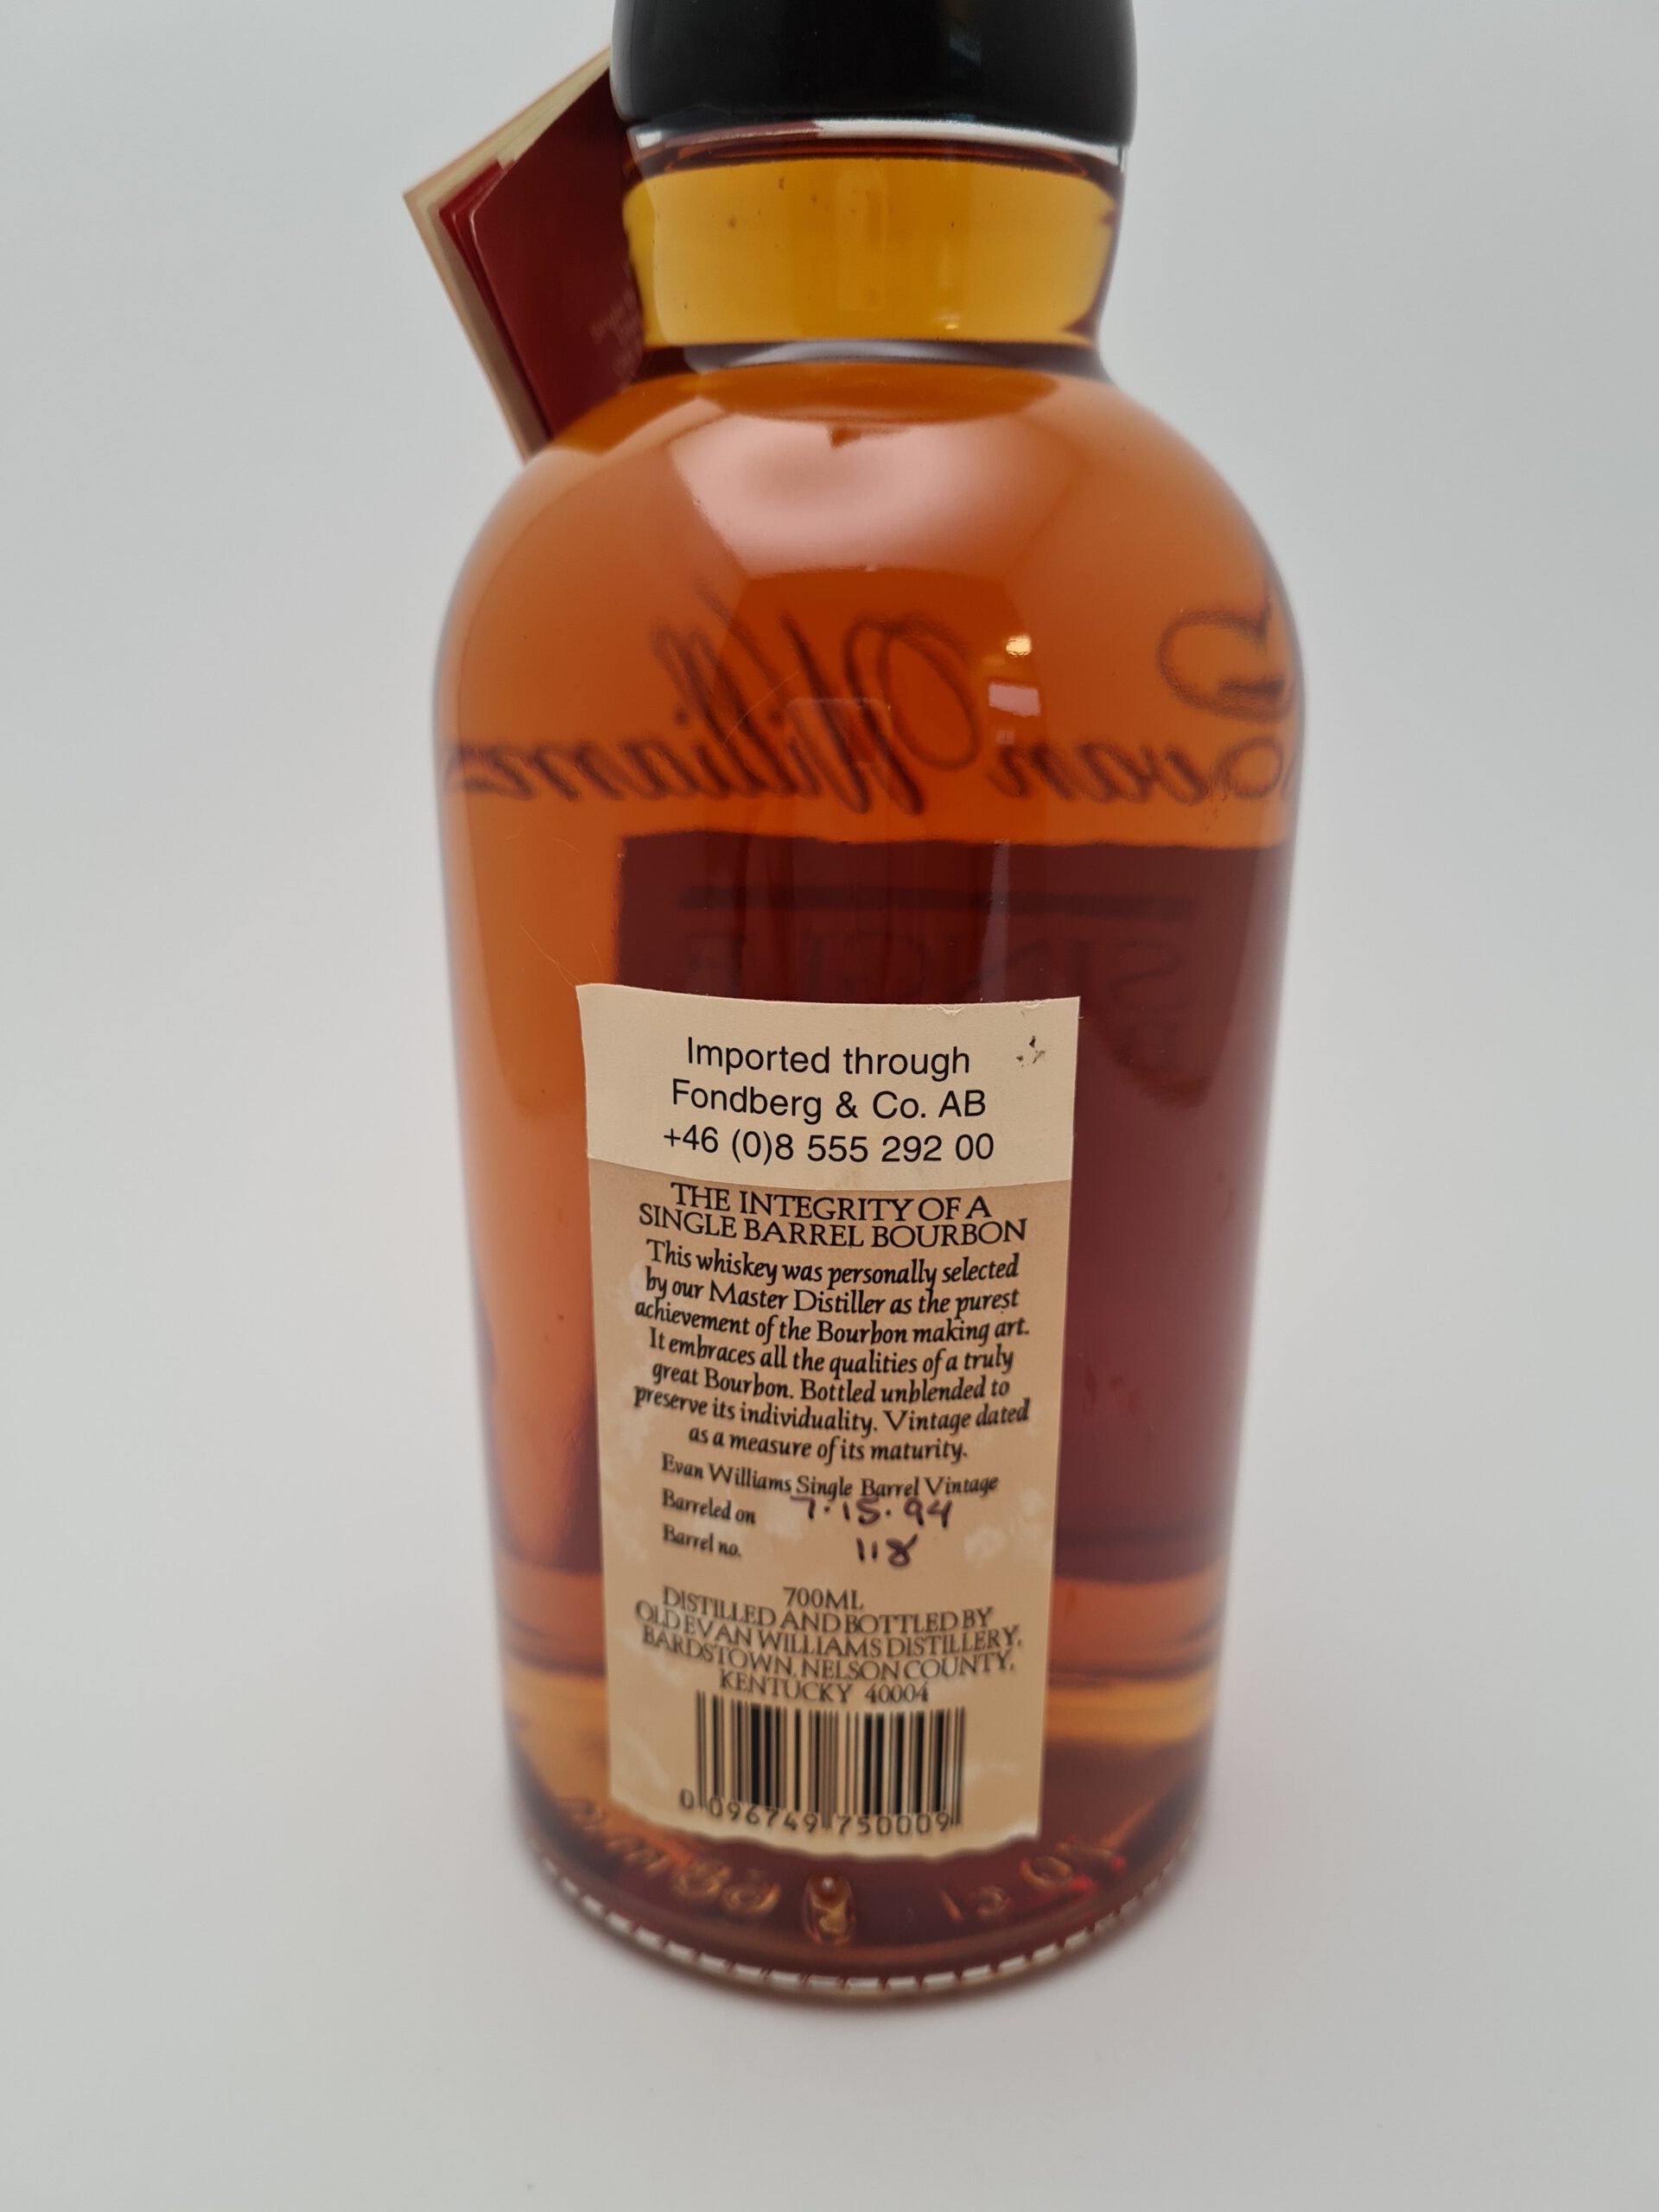 Evan Williams
SINGLE
Imported through
Fondberg & Co. AB
+46 (0)8 555 292 00
THE INTEGRITY OF A
SINGLE BARREL BOURBON
This whiskey was personally selected
by our Master Distiller as the purest
achievement of the Bourbon making art.
It embraces all the qualities of a truly
great Bourbon. Bottled unblended to
preserve its individuality. Vintage dated
as a measure of its maturity.
Evan Williams Single Barrel Vintage
Barreled on 7.15.94
Barrel no. 118
700ML
DISTILLED AND BOTTLED BY
OLD EVAN WILLIAMS DISTILLERY,
BARDSTOWN, NELSON COUNTY,
KENTUCKY 40004
0 096749 750009